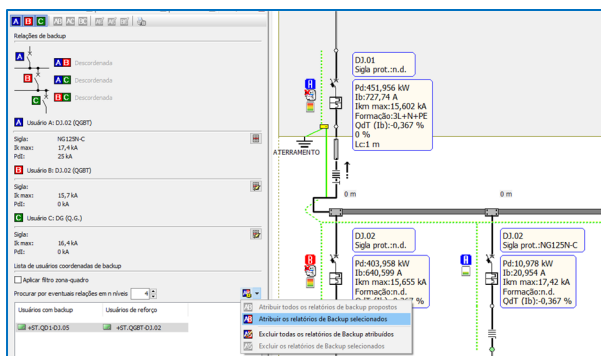 A B C
Relações de backup
A
A B Descordenada
B
A C Descordenada
C
B C Descordenada
A Usuário A: DJ.02 (QGBT)
Sigla: NG125N-C
Ik max: 17,4 kA
PdI: 25 kA
B Usuário B: DJ.02 (QGBT)
Sigla:
Ik max: 15,7 kA
PdI: 0 kA
C Usuário C: DG (Q.G.)
Sigla:
Ik max: 16,4 kA
PdI: 0 kA
Lista de usuários coordenadas de backup
Aplicar filtro zona-quadro
Procurar por eventuais relações em n níveis 4
Usuários com backup Usuários de reforço
+ST.QD1-DJ.05 +ST.QGBT-DJ.02
Atribuir todos os relatórios de backup propostos
Atribuir os relatórios de Backup selecionados
Excluir todas os relatórios de Backup atribuídos
Excluir os relatórios de Backup selecionados
DJ.01
Sigla prot.:n.d.
Pd:451,956 kW
Ib:727,74 A
Ikm max:15,602 kA
Formação:3L+N+PE
QdT (Ib):-0,367 %
0 %
Lc:1 m
ATERRAMENTO
0 m
0 m
DJ.02
Sigla prot.:n.d.
Pd:403,958 kW
Ib:640,599 A
Ikm max:15,655 kA
Formação:n.d.
DJ.02
Sigla prot.:NG125N-C
Pd:10,978 kW
Ib:20,954 A
Ikm max:17,42 kA
Formação:n.d.
QdT (Ib):-0,367 %